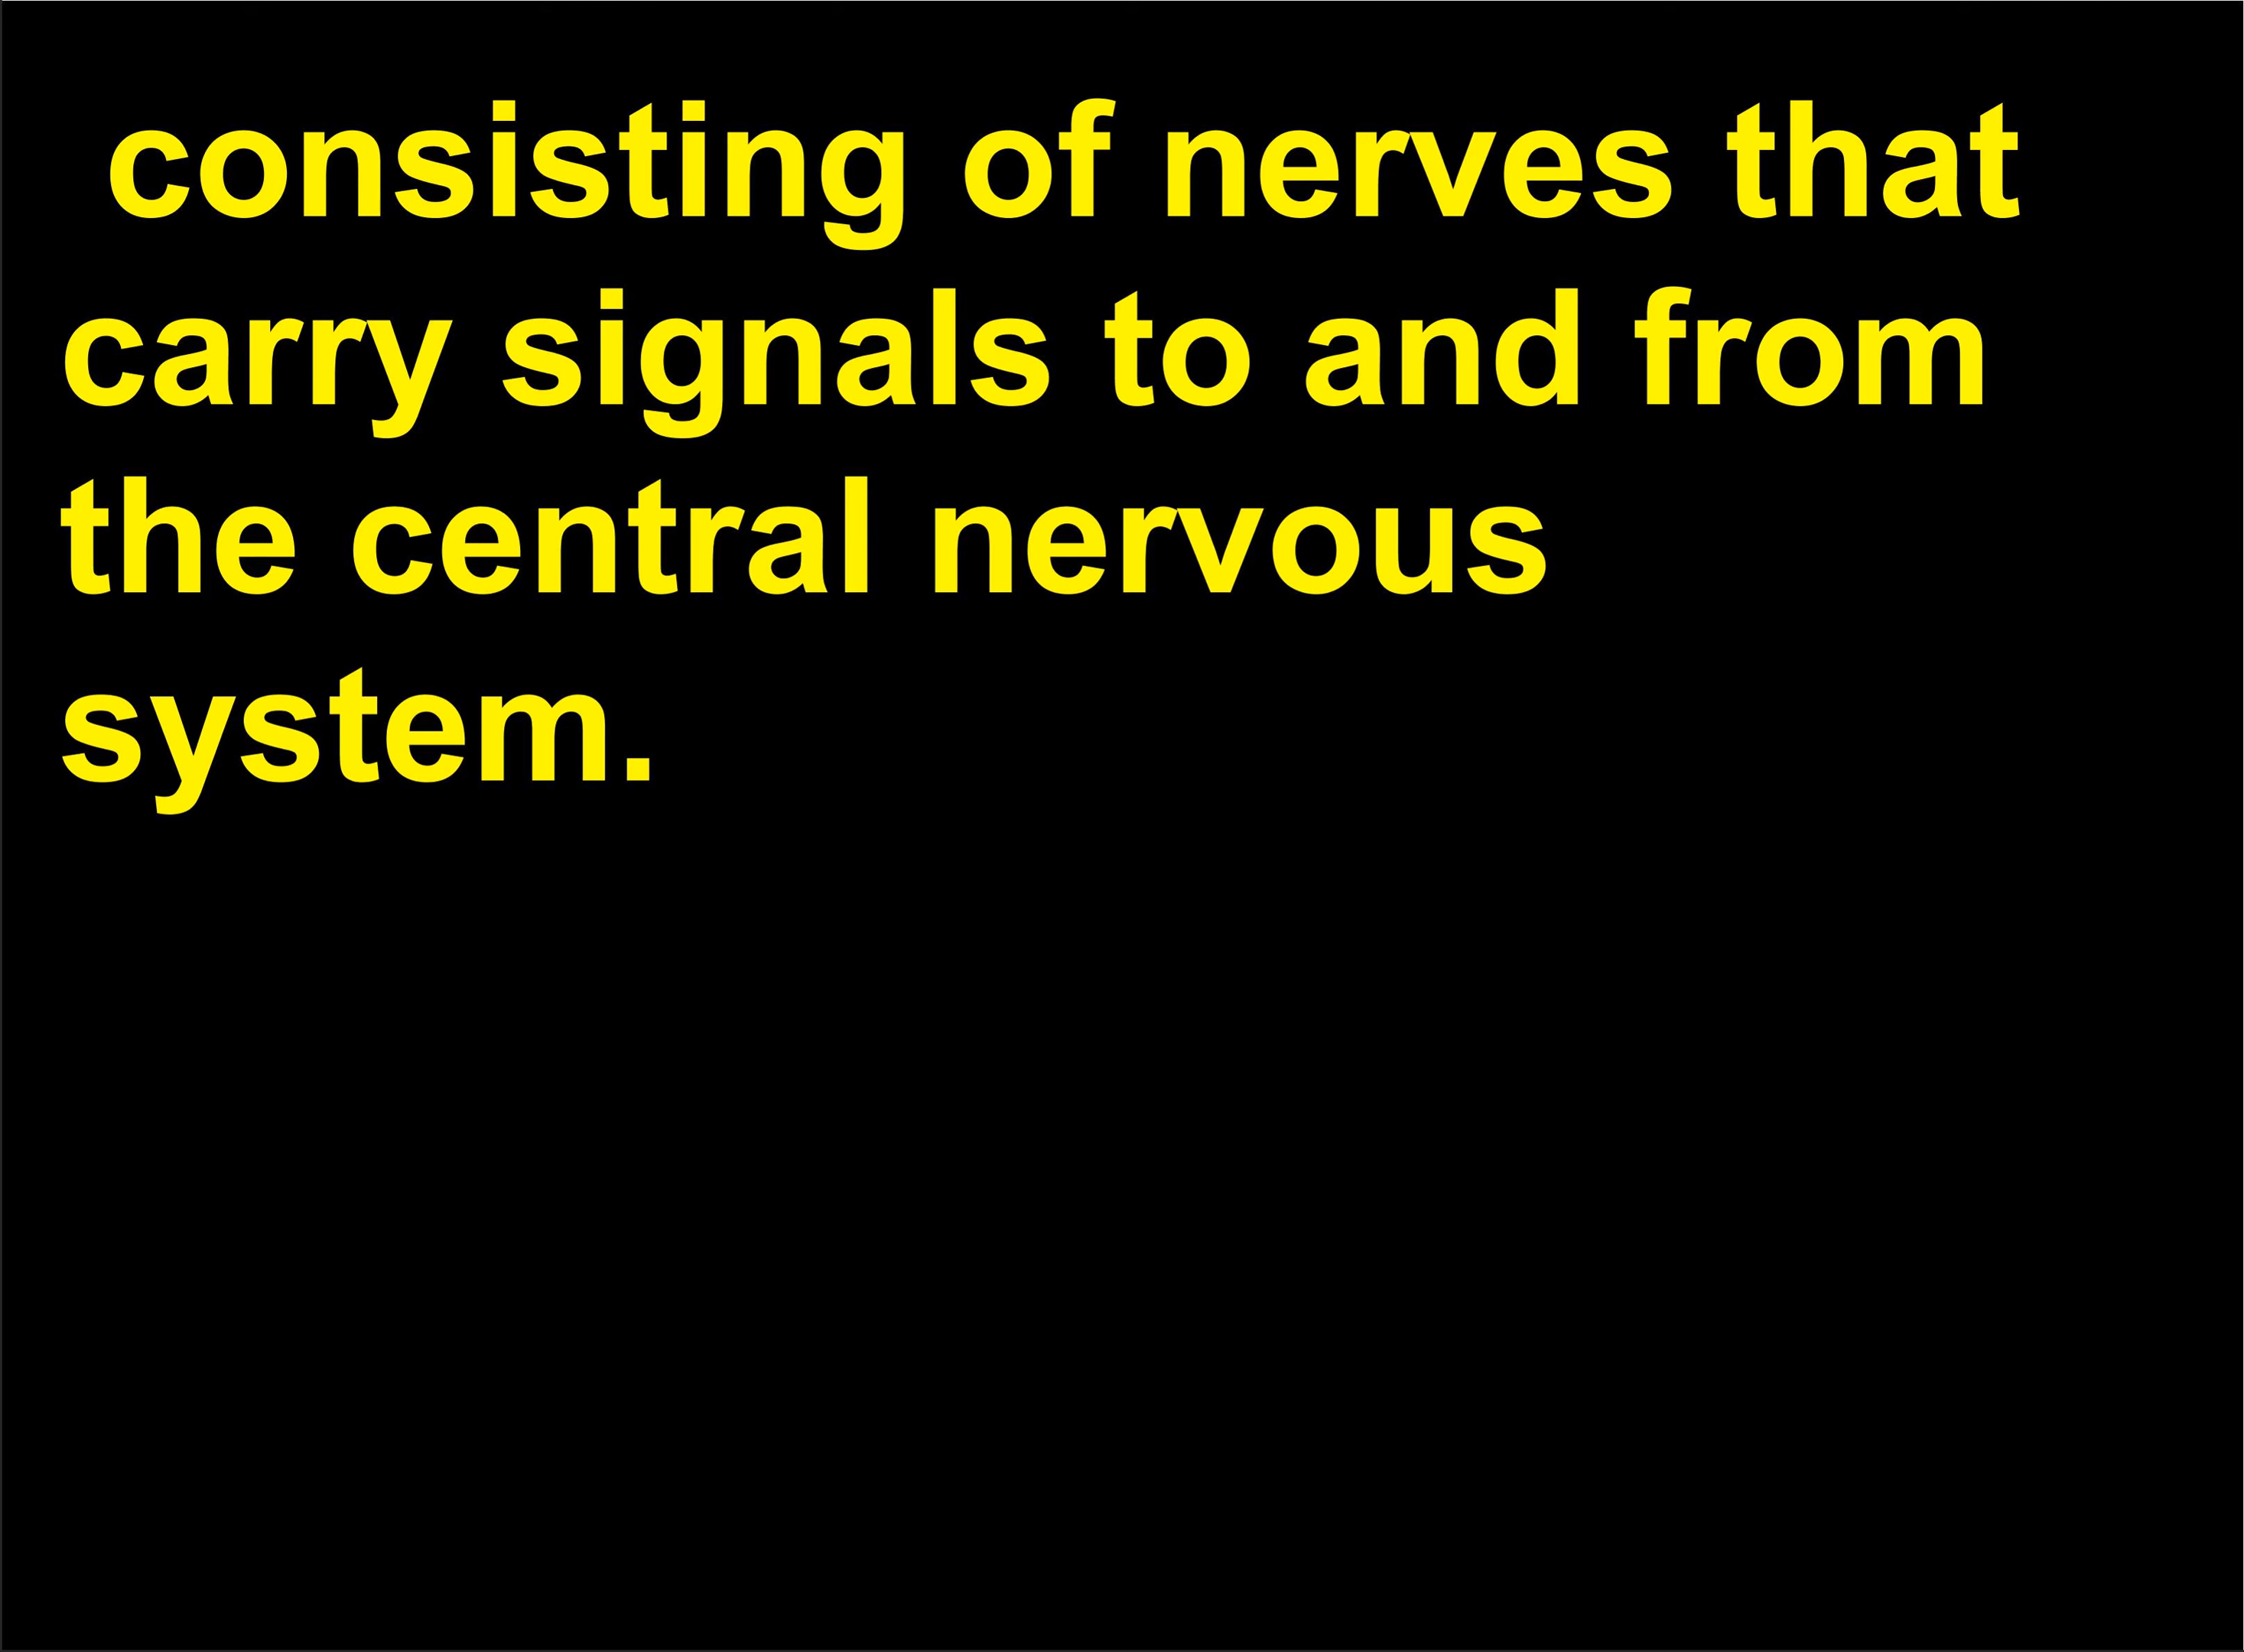 consisting of nerves that
carry signals to and from
the central nervous
system.